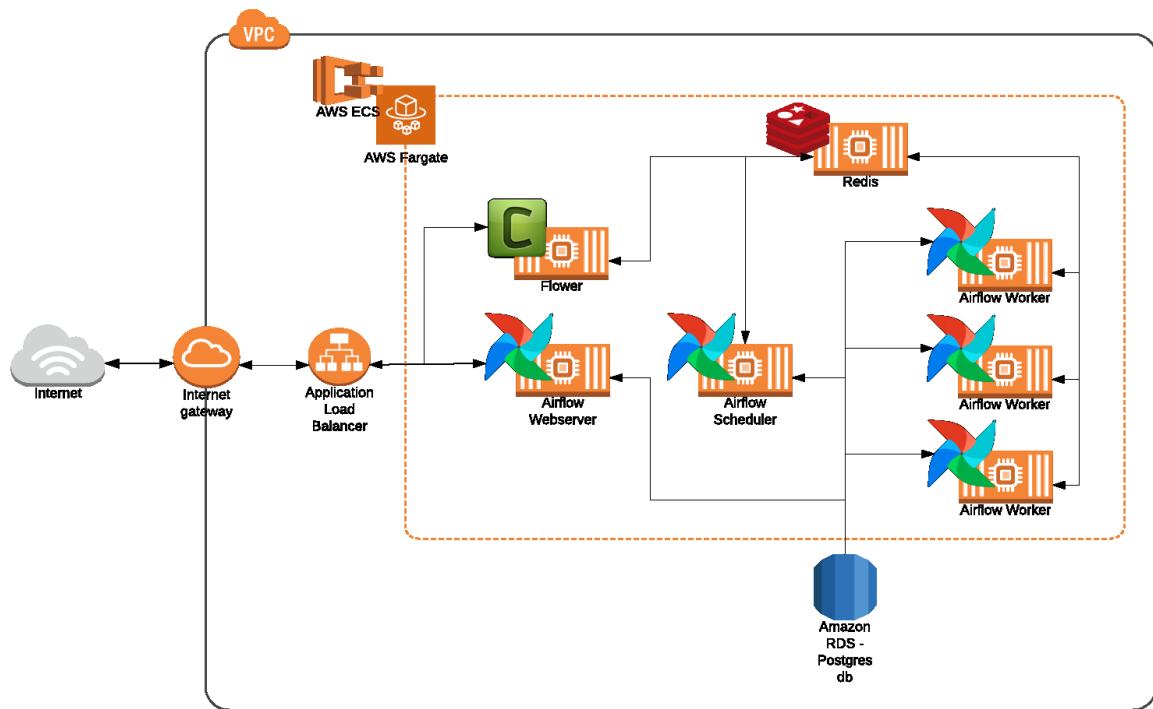 VPC
AWS ECS
AWS Fargate
Redis
C
Flower
Airflow Worker
Internet
Internet
gateway
Application
Load
Balancer
Airflow
Webserver
Airflow
Scheduler
Airflow Worker
Airflow Worker
Amazon
RDS -
Postgres
db